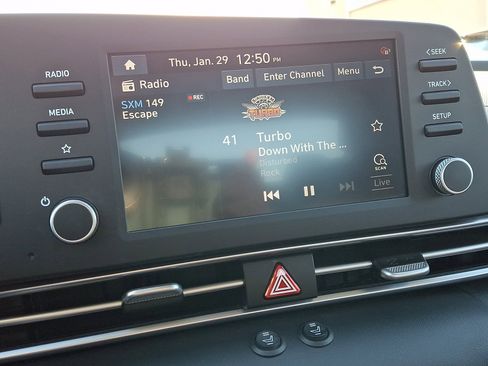 Thu, Jan. 29 12:50 PM
Radio Band Enter Channel Menu
SXM 149 REC
Escape
TURBO
41 Turbo
Down With The ...
Disturbed
Rock
SCAN
Live
RADIO
MEDIA
< SEEK
TRACK >
SETUP